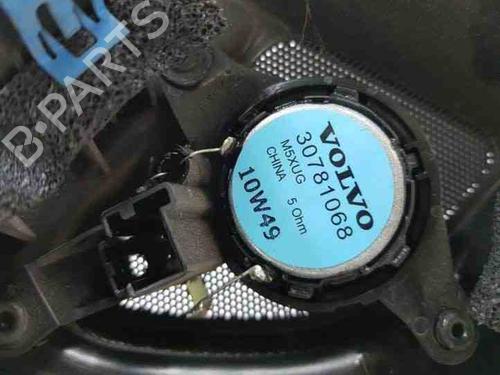 B-PARTS
VOLVO
30781068
M5XUG 5 Ohm
CHINA
10W49